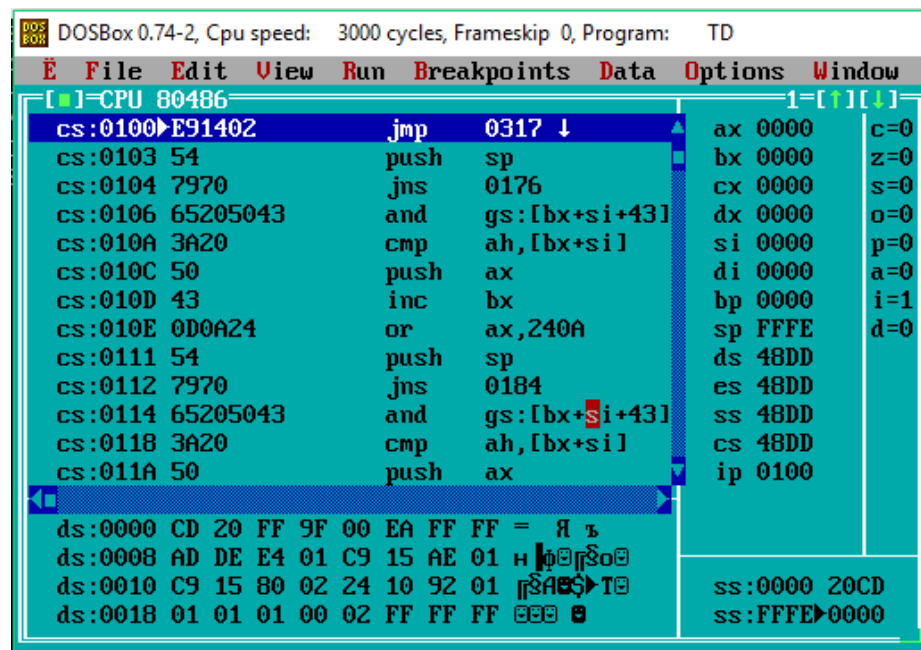 DOSBox 0.74-2, Cpu speed: 3000 cycles, Frameskip 0, Program: TD
Ë File Edit View Run Breakpoints Data Options Window
[■]=CPU 80486 1=[↑][↓]
cs:0100►E91402 jmp 0317 ↓ ax 0000 c=0
cs:0103 54 push sp bx 0000 z=0
cs:0104 7970 jns 0176 cx 0000 s=0
cs:0106 65205043 and gs:[bx+si+43] dx 0000 o=0
cs:010A 3A20 cmp ah,[bx+si] si 0000 p=0
cs:010C 50 push ax di 0000 a=0
cs:010D 43 inc bx bp 0000 i=1
cs:010E 0D0A24 or ax,240A sp FFFE d=0
cs:0111 54 push sp ds 48DD
cs:0112 7970 jns 0184 es 48DD
cs:0114 65205043 and gs:[bx+si+43] ss 48DD
cs:0118 3A20 cmp ah,[bx+si] cs 48DD
cs:011A 50 push ax ip 0100
ds:0000 CD 20 FF 9F 00 EA FF FF = Я ъ
ds:0008 AD DE E4 01 C9 15 AE 01
ds:0010 C9 15 80 02 24 10 92 01 ss:0000 20CD
ds:0018 01 01 01 00 02 FF FF FF ss:FFFE►0000